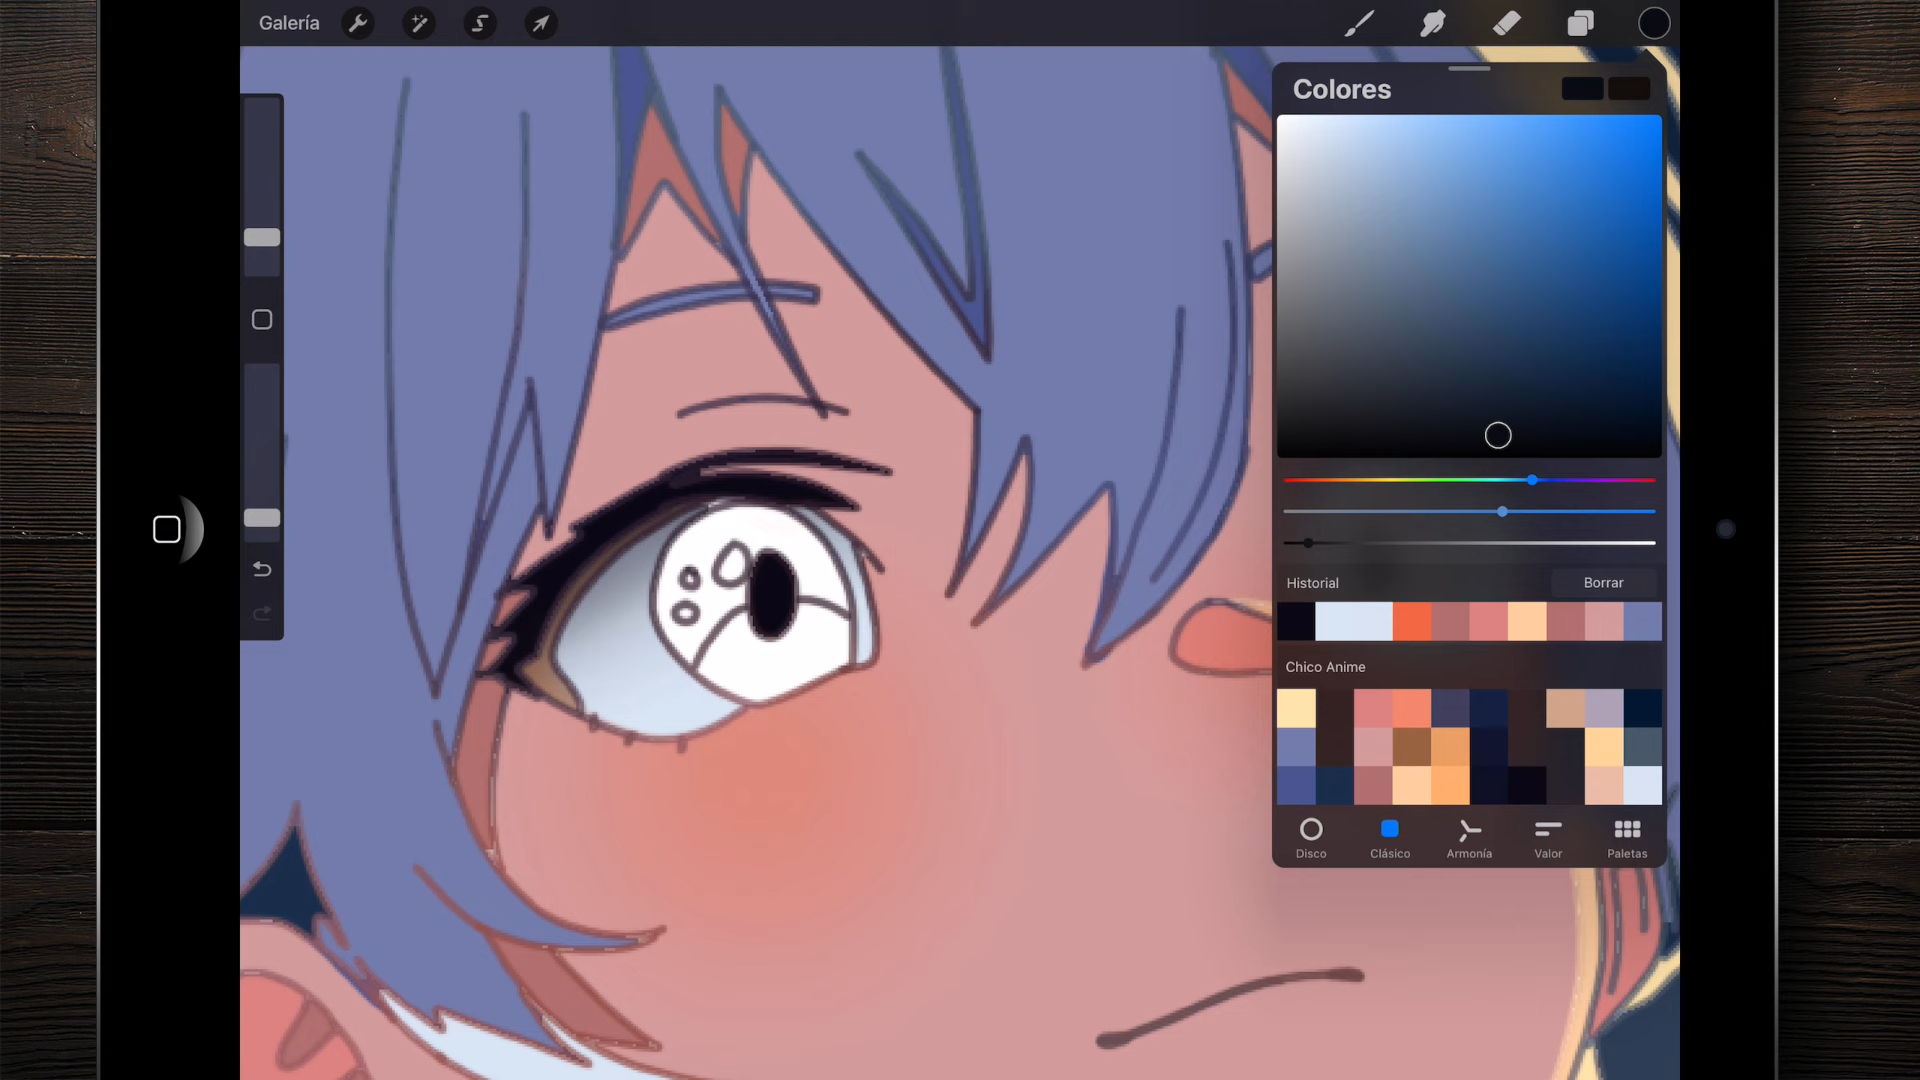 Galería
Colores
Historial
Borrar
Chico Anime
Disco
Clásico
Armonía
Valor
Paletas